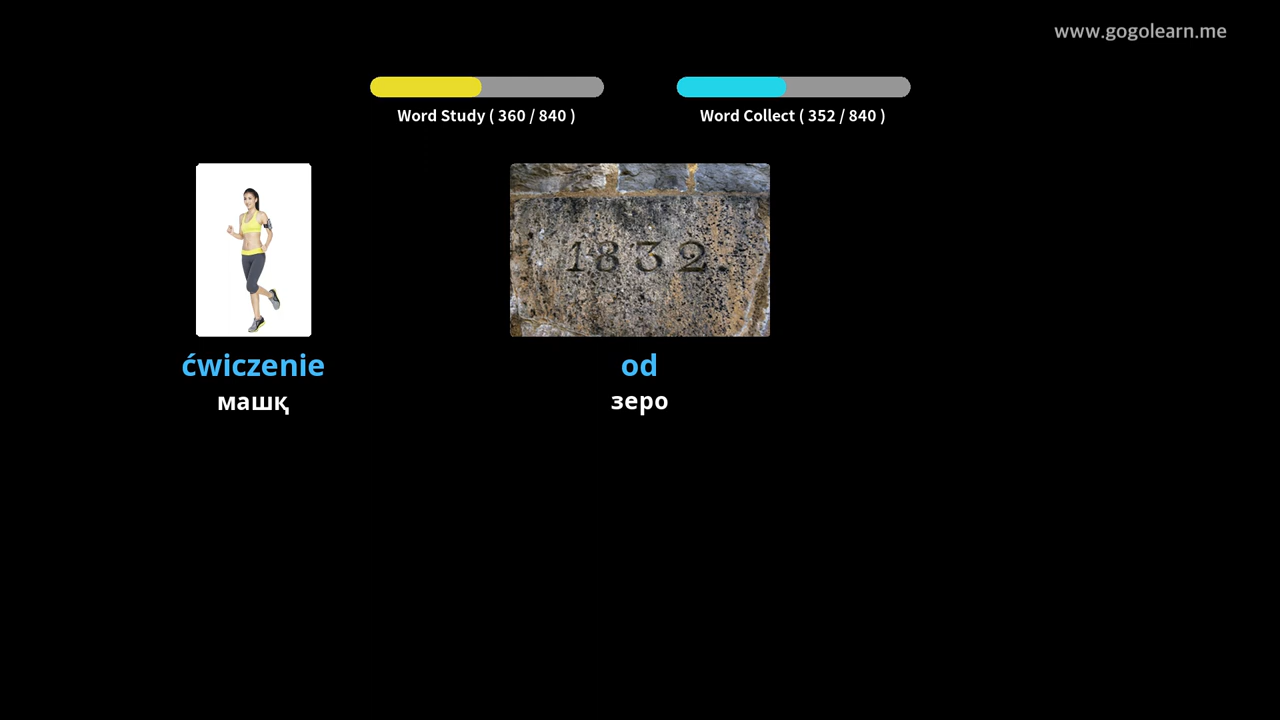 www.gogolearn.me
Word Study ( 360 / 840 )
Word Collect ( 352 / 840 )
1832
ćwiczenie
машқ
od
зеро